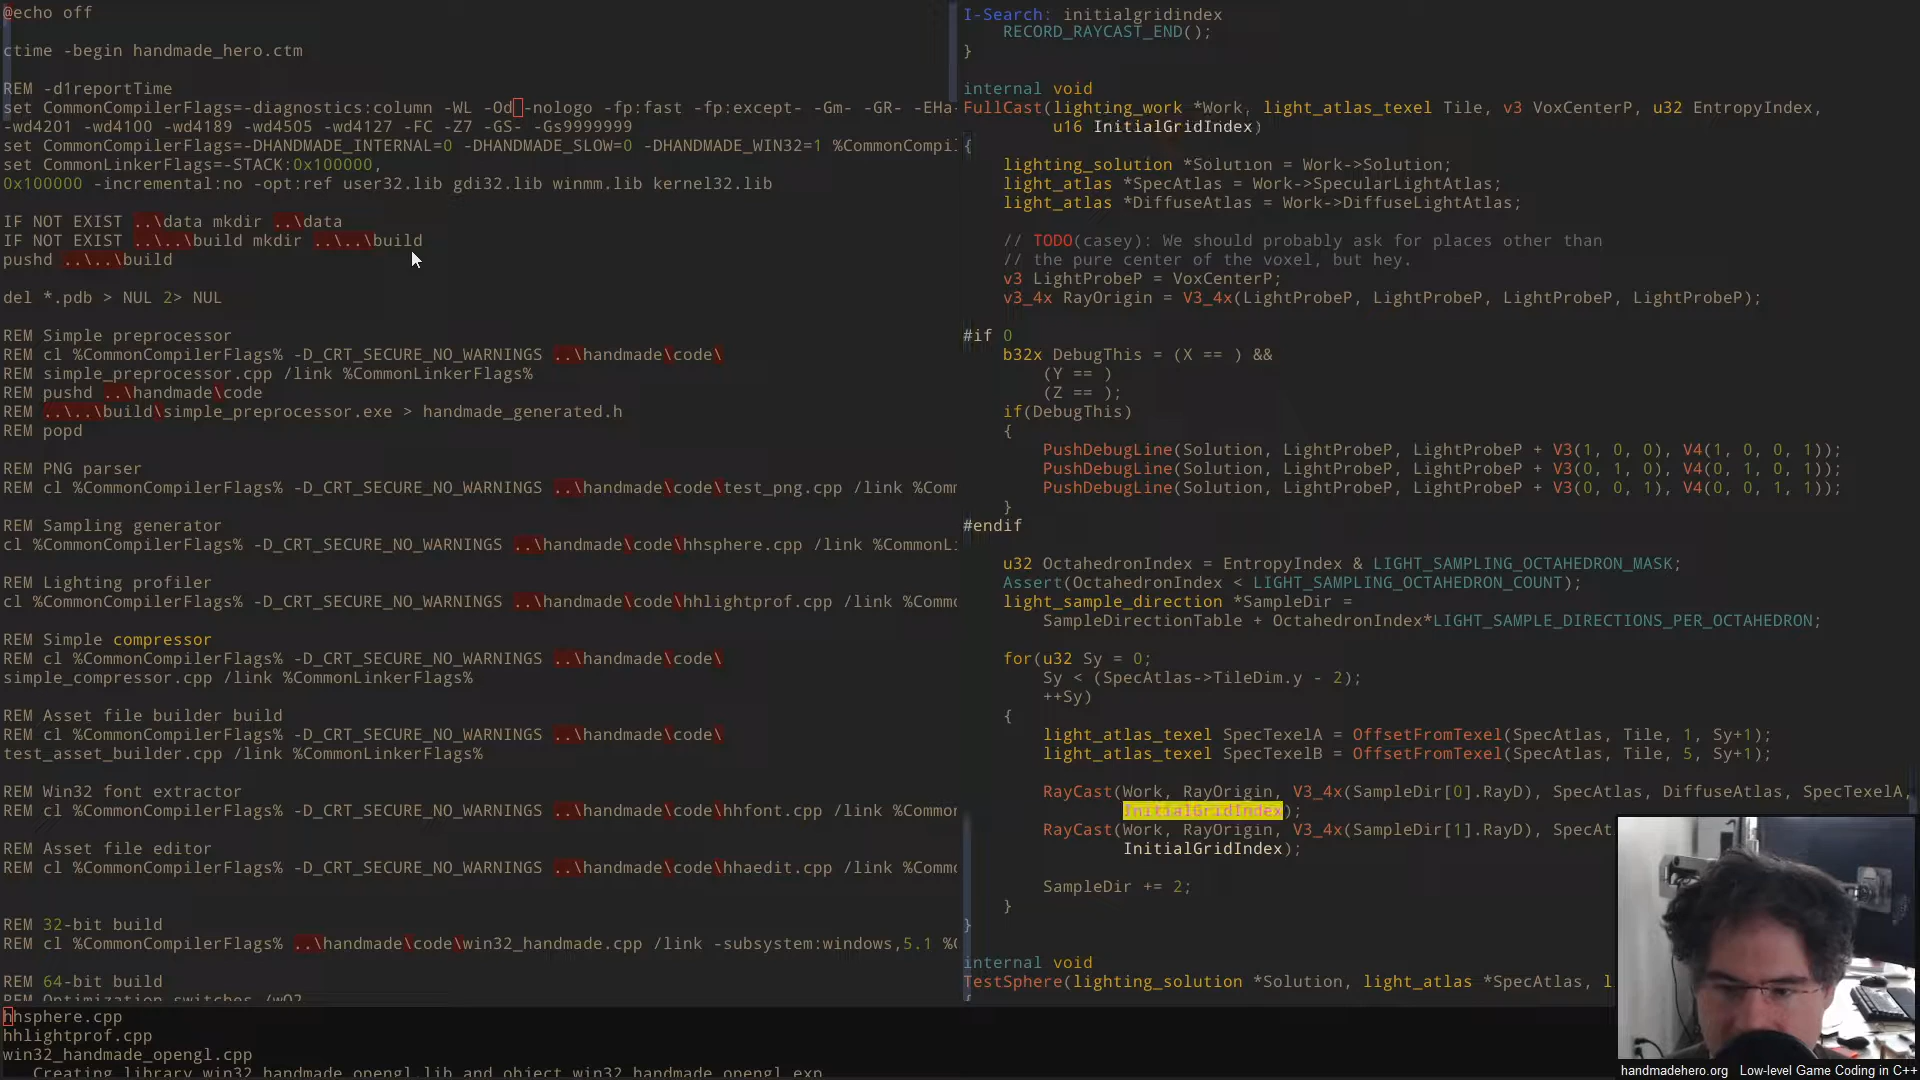 @echo off
ctime -begin handmade_hero.ctm
REM -d1reportTime
set CommonCompilerFlags=-diagnostics:column -WL -Od -nologo -fp:fast -fp:except- -Gm- -GR- -EHa-
-wd4201 -wd4100 -wd4189 -wd4505 -wd4127 -FC -Z7 -GS- -Gs9999999
set CommonCompilerFlags=-DHANDMADE_INTERNAL=0 -DHANDMADE_SLOW=0 -DHANDMADE_WIN32=1 %CommonCompi
set CommonLinkerFlags=-STACK:0x100000,
0x100000 -incremental:no -opt:ref user32.lib gdi32.lib winmm.lib kernel32.lib
IF NOT EXIST ..\data mkdir ..\data
IF NOT EXIST ..\..\build mkdir ..\..\build
pushd ..\..\build
del *.pdb > NUL 2> NUL
REM Simple preprocessor
REM cl %CommonCompilerFlags% -D_CRT_SECURE_NO_WARNINGS ..\handmade\code\
REM simple_preprocessor.cpp /link %CommonLinkerFlags%
REM pushd ..\handmade\code
REM ..\..\build\simple_preprocessor.exe > handmade_generated.h
REM popd
REM PNG parser
REM cl %CommonCompilerFlags% -D_CRT_SECURE_NO_WARNINGS ..\handmade\code\test_png.cpp /link %Com
REM Sampling generator
cl %CommonCompilerFlags% -D_CRT_SECURE_NO_WARNINGS ..\handmade\code\hhsphere.cpp /link %CommonL
REM Lighting profiler
cl %CommonCompilerFlags% -D_CRT_SECURE_NO_WARNINGS ..\handmade\code\hhlightprof.cpp /link %Comm
REM Simple compressor
REM cl %CommonCompilerFlags% -D_CRT_SECURE_NO_WARNINGS ..\handmade\code\
simple_compressor.cpp /link %CommonLinkerFlags%
REM Asset file builder build
REM cl %CommonCompilerFlags% -D_CRT_SECURE_NO_WARNINGS ..\handmade\code\
test_asset_builder.cpp /link %CommonLinkerFlags%
REM Win32 font extractor
REM cl %CommonCompilerFlags% -D_CRT_SECURE_NO_WARNINGS ..\handmade\code\hhfont.cpp /link %Common
REM Asset file editor
REM cl %CommonCompilerFlags% -D_CRT_SECURE_NO_WARNINGS ..\handmade\code\hhaedit.cpp /link %Comm
REM 32-bit build
REM cl %CommonCompilerFlags% ..\handmade\code\win32_handmade.cpp /link -subsystem:windows,5.1 %
REM 64-bit build
REM Optimization switches /wO2
hhsphere.cpp
hhlightprof.cpp
win32_handmade_opengl.cpp
Creating library win32_handmade_opengl.lib and object win32_handmade_opengl.exp
I-Search: initialgridindex
RECORD_RAYCAST_END();
}
internal void
FullCast(lighting_work *Work, light_atlas_texel Tile, v3 VoxCenterP, u32 EntropyIndex,
u16 InitialGridIndex)
{
lighting_solution *Solution = Work->Solution;
light_atlas *SpecAtlas = Work->SpecularLightAtlas;
light_atlas *DiffuseAtlas = Work->DiffuseLightAtlas;
// TODO(casey): We should probably ask for places other than
// the pure center of the voxel, but hey.
v3 LightProbeP = VoxCenterP;
v3_4x RayOrigin = V3_4x(LightProbeP, LightProbeP, LightProbeP, LightProbeP);
#if 0
b32x DebugThis = (X == ) &&
(Y == )
(Z == );
if(DebugThis)
{
PushDebugLine(Solution, LightProbeP, LightProbeP + V3(1, 0, 0), V4(1, 0, 0, 1));
PushDebugLine(Solution, LightProbeP, LightProbeP + V3(0, 1, 0), V4(0, 1, 0, 1));
PushDebugLine(Solution, LightProbeP, LightProbeP + V3(0, 0, 1), V4(0, 0, 1, 1));
}
#endif
u32 OctahedronIndex = EntropyIndex & LIGHT_SAMPLING_OCTAHEDRON_MASK;
Assert(OctahedronIndex < LIGHT_SAMPLING_OCTAHEDRON_COUNT);
light_sample_direction *SampleDir =
SampleDirectionTable + OctahedronIndex*LIGHT_SAMPLE_DIRECTIONS_PER_OCTAHEDRON;
for(u32 Sy = 0;
Sy < (SpecAtlas->TileDim.y - 2);
++Sy)
{
light_atlas_texel SpecTexelA = OffsetFromTexel(SpecAtlas, Tile, 1, Sy+1);
light_atlas_texel SpecTexelB = OffsetFromTexel(SpecAtlas, Tile, 5, Sy+1);
RayCast(Work, RayOrigin, V3_4x(SampleDir[0].RayD), SpecAtlas, DiffuseAtlas, SpecTexelA,
InitialGridIndex);
RayCast(Work, RayOrigin, V3_4x(SampleDir[1].RayD), SpecAt
InitialGridIndex);
SampleDir += 2;
}
}
internal void
TestSphere(lighting_solution *Solution, light_atlas *SpecAtlas, l
{
handmadehero.org Low-level Game Coding in C++